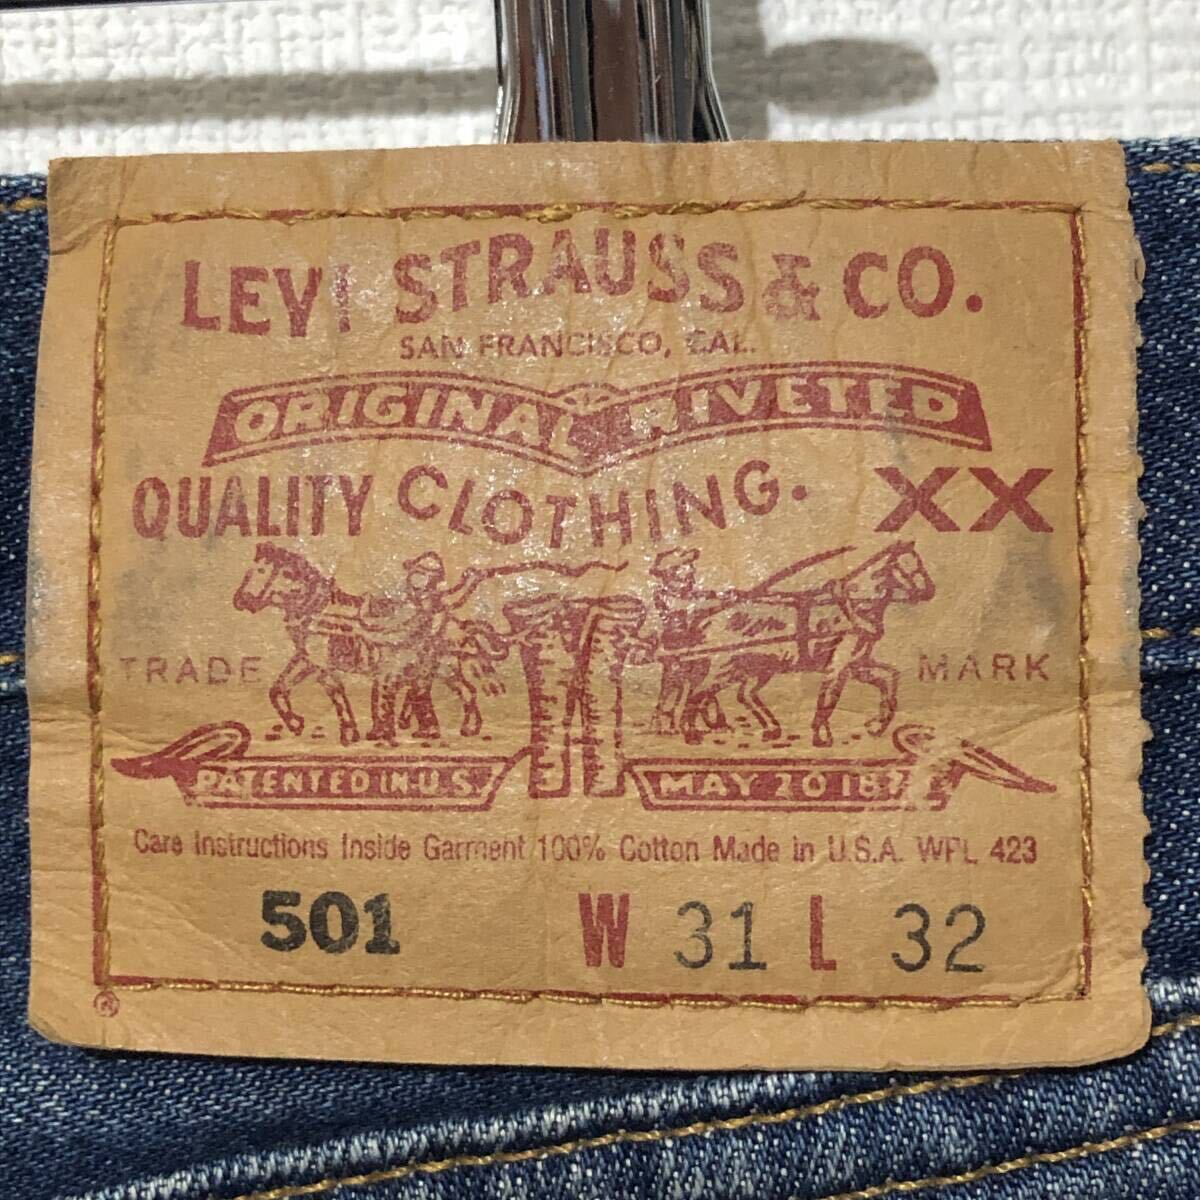 LEVI STRAUSS & CO.
SAN FRANCISCO, CAL.
ORIGINAL RIVETED
QUALITY CLOTHING. XX
TRADE MARK
PATENTED IN U.S. MAY 20 1873
Care Instructions Inside Garment 100% Cotton Made in U.S.A. WPL 423
501 W 31 L 32
®